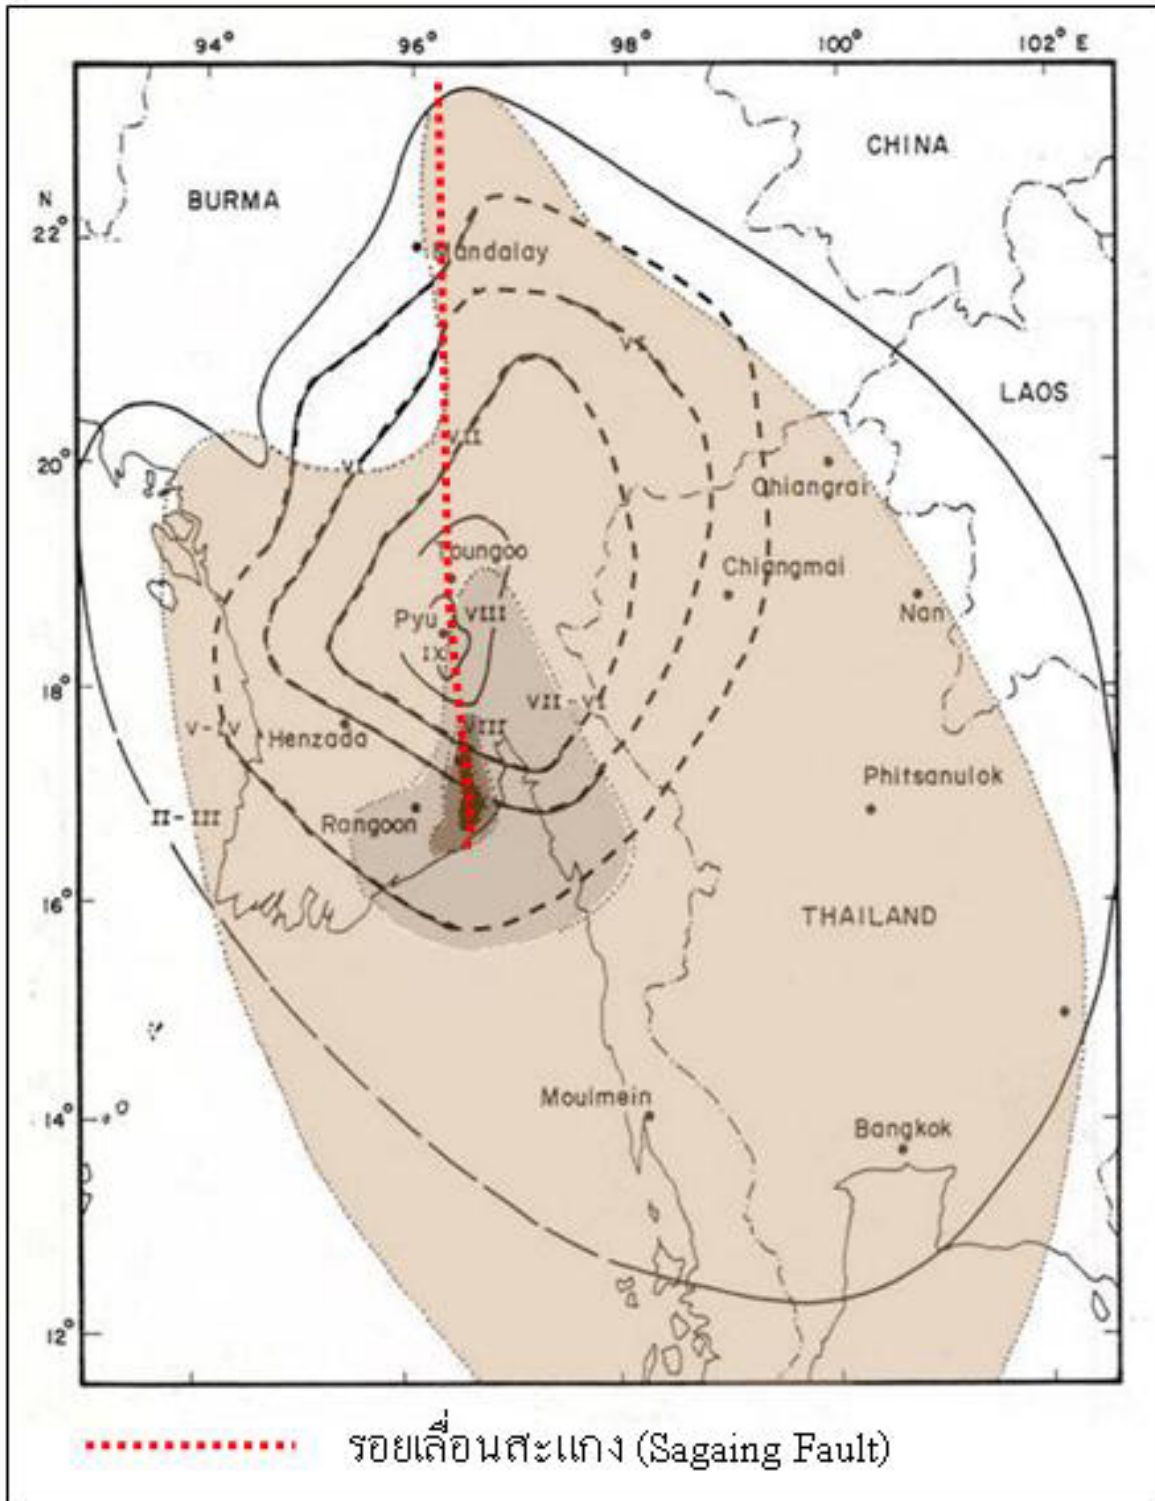 94° 96° 98° 100° 102° E
CHINA
BURMA
N
22°
Mandalay
VI
LAOS
VII
VI
20°
Chiangrai
Toungoo
Chiangmai
Pyu
VIII
Nan
IX
18°
VII-VI
V-IV
Henzada
VIII
Phitsanulok
II-III
Rangoon
16°
THAILAND
Moulmein
14°
Bangkok
12°
รอยเลื่อนสะแกง (Sagaing Fault)